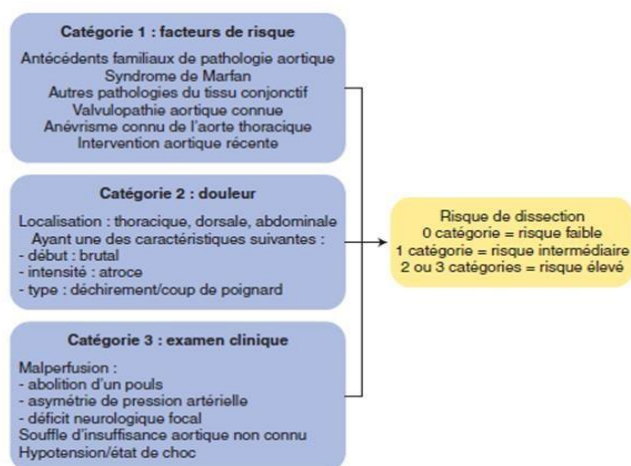 Catégorie 1 : facteurs de risque
Antécédents familiaux de pathologie aortique
Syndrome de Marfan
Autres pathologies du tissu conjonctif
Valvulopathie aortique connue
Anévrisme connu de l'aorte thoracique
Intervention aortique récente
Catégorie 2 : douleur
Localisation : thoracique, dorsale, abdominale
Ayant une des caractéristiques suivantes :
- début : brutal
- intensité : atroce
- type : déchirement/coup de poignard
Catégorie 3 : examen clinique
Malperfusion :
- abolition d'un pouls
- asymétrie de pression artérielle
- déficit neurologique focal
Souffle d'insuffisance aortique non connu
Hypotension/état de choc
Risque de dissection
0 catégorie = risque faible
1 catégorie = risque intermédiaire
2 ou 3 catégories = risque élevé